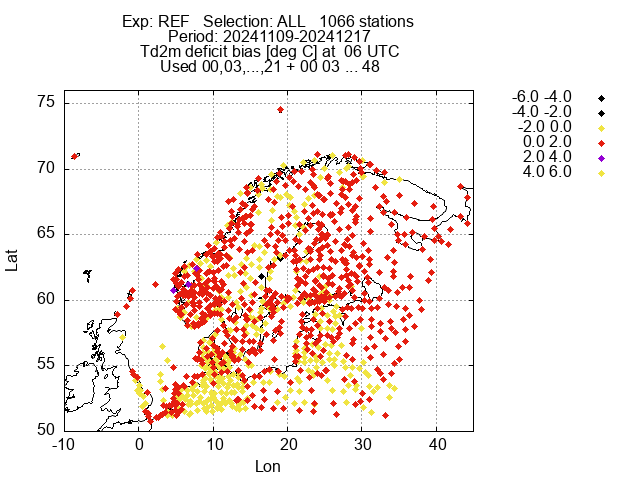 Exp: REF   Selection: ALL   1066 stations
Period: 20241109-20241217
Td2m deficit bias [deg C] at  06 UTC
Used 00,03,...,21 + 00 03 ... 48
-6.0 -4.0
-4.0 -2.0
-2.0 0.0
0.0 2.0
2.0 4.0
4.0 6.0
75
70
65
60
55
50
Lat
-10 0 10 20 30 40
Lon